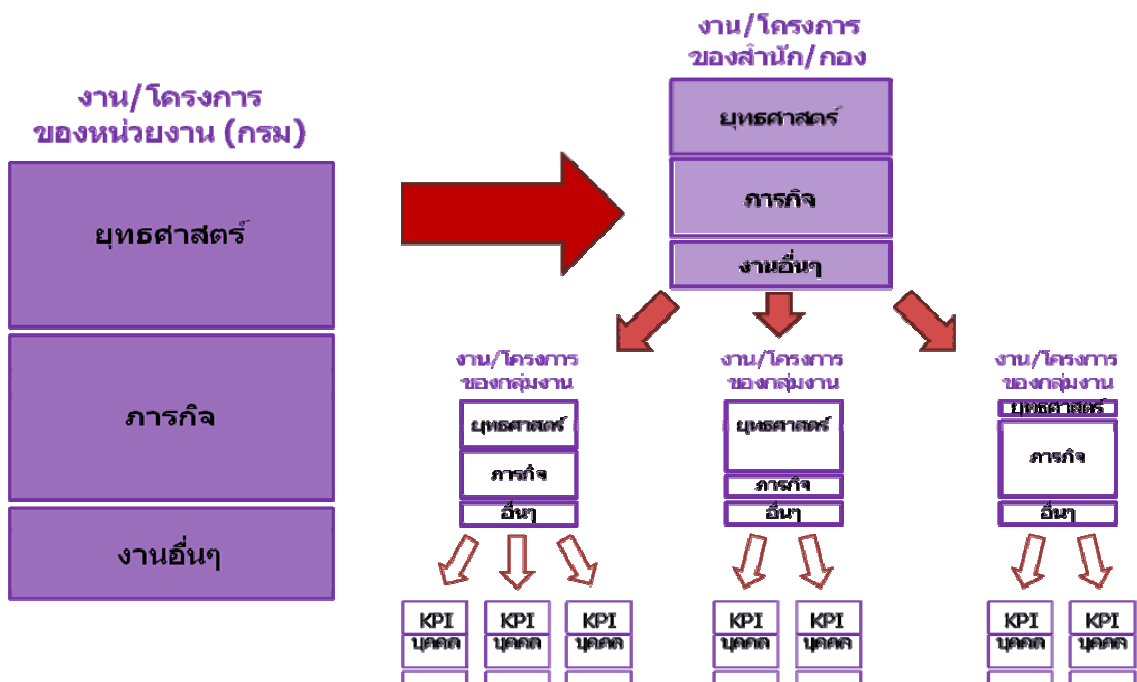 งาน/โครงการ
ของหน่วยงาน (กรม)
ยุทธศาสตร์
ภารกิจ
งานอื่นๆ
งาน/โครงการ
ของสำนัก/กอง
ยุทธศาสตร์
ภารกิจ
งานอื่นๆ
งาน/โครงการ
ของกลุ่มงาน
ยุทธศาสตร์
ภารกิจ
อื่นๆ
KPI
บุคคล
KPI
บุคคล
KPI
บุคคล
งาน/โครงการ
ของกลุ่มงาน
ยุทธศาสตร์
ภารกิจ
อื่นๆ
KPI
บุคคล
KPI
บุคคล
งาน/โครงการ
ของกลุ่มงาน
ยุทธศาสตร์
ภารกิจ
อื่นๆ
KPI
บุคคล
KPI
บุคคล